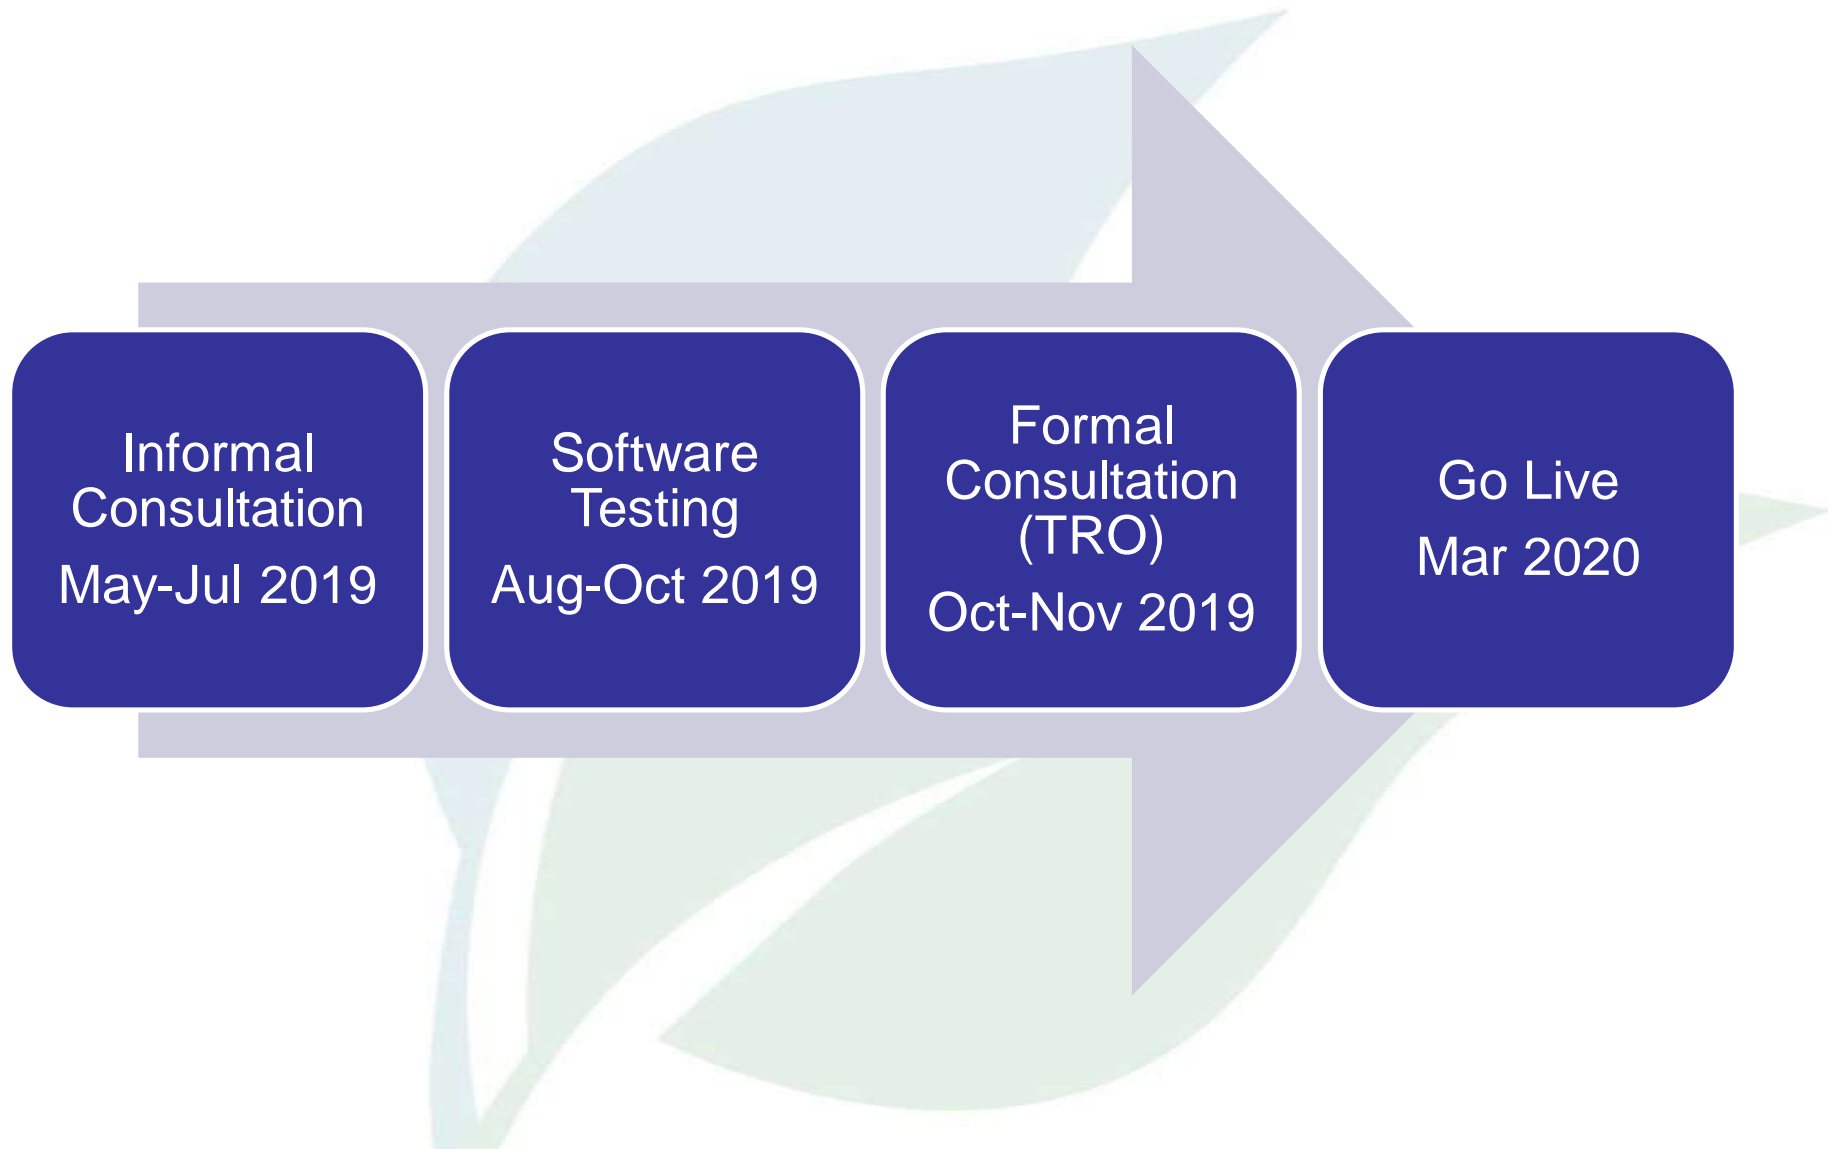 Informal
Consultation
May-Jul 2019
Software
Testing
Aug-Oct 2019
Formal
Consultation
(TRO)
Oct-Nov 2019
Go Live
Mar 2020